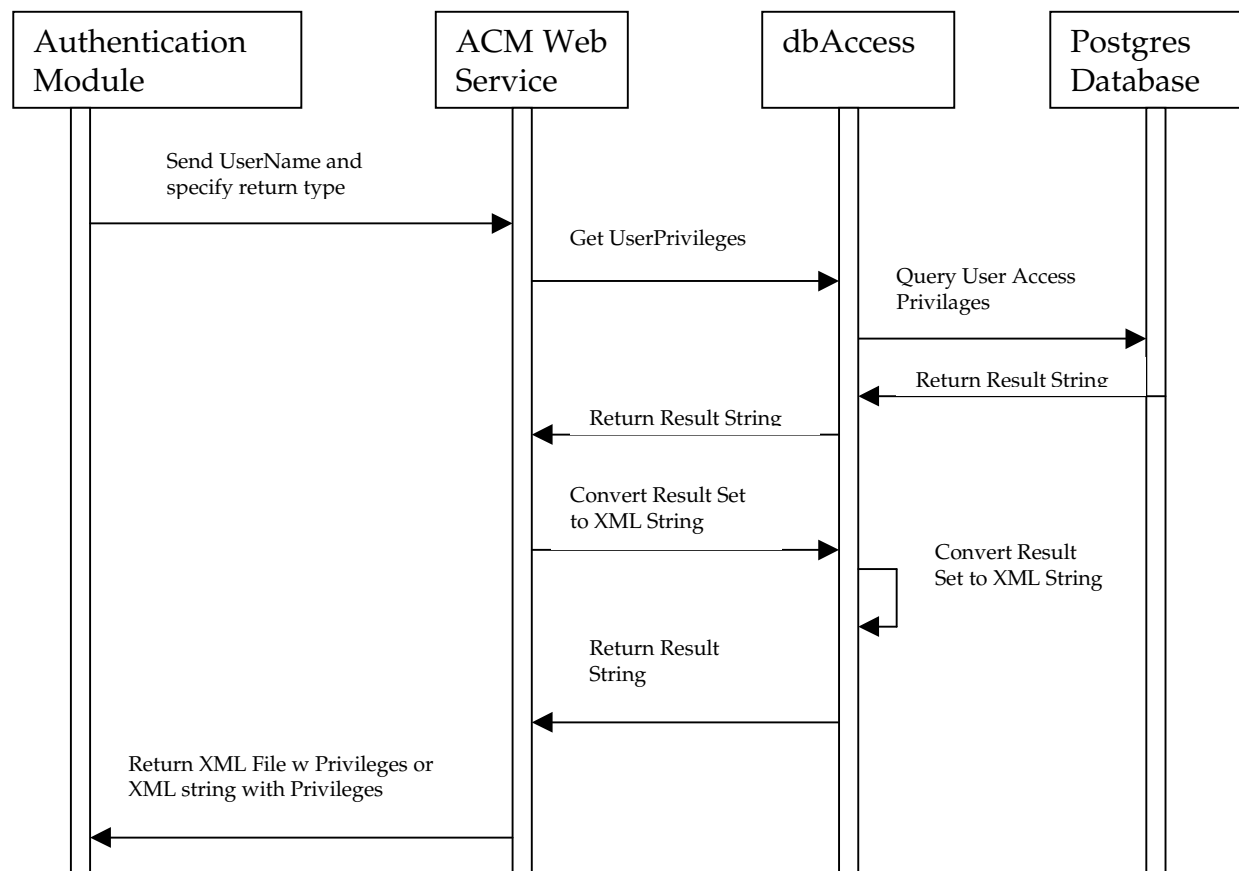 Authentication
Module
ACM Web
Service
dbAccess
Postgres
Database
Send UserName and
specify return type
Get UserPrivileges
Query User Access
Privilages
Return Result String
Return Result String
Convert Result Set
to XML String
Convert Result
Set to XML String
Return Result
String
Return XML File w Privileges or
XML string with Privileges